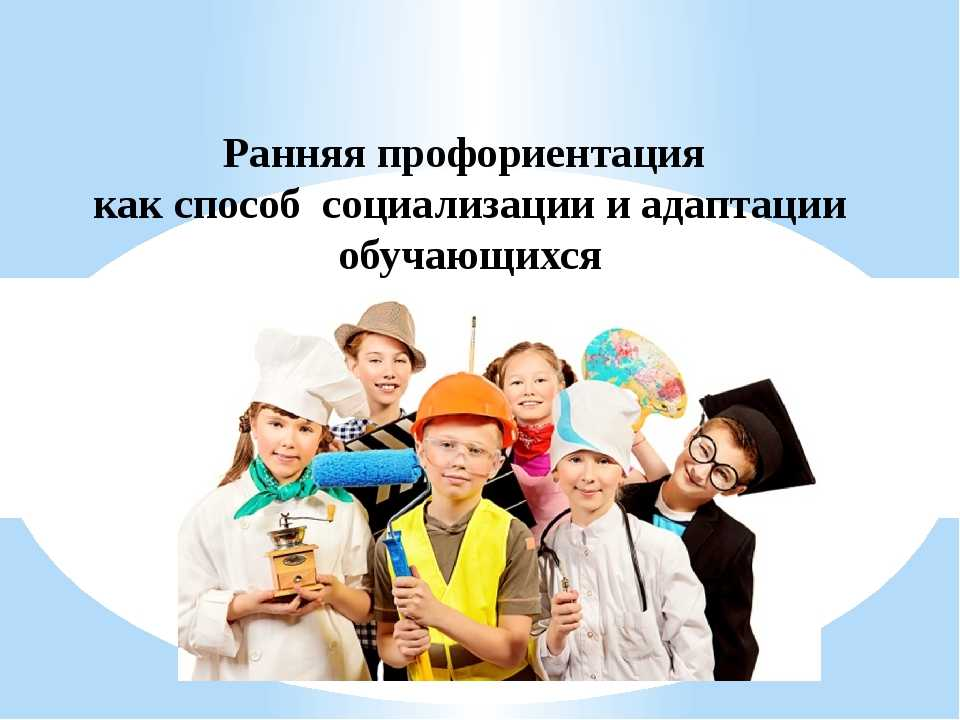 Ранняя профориентация
как способ социализации и адаптации
обучающихся